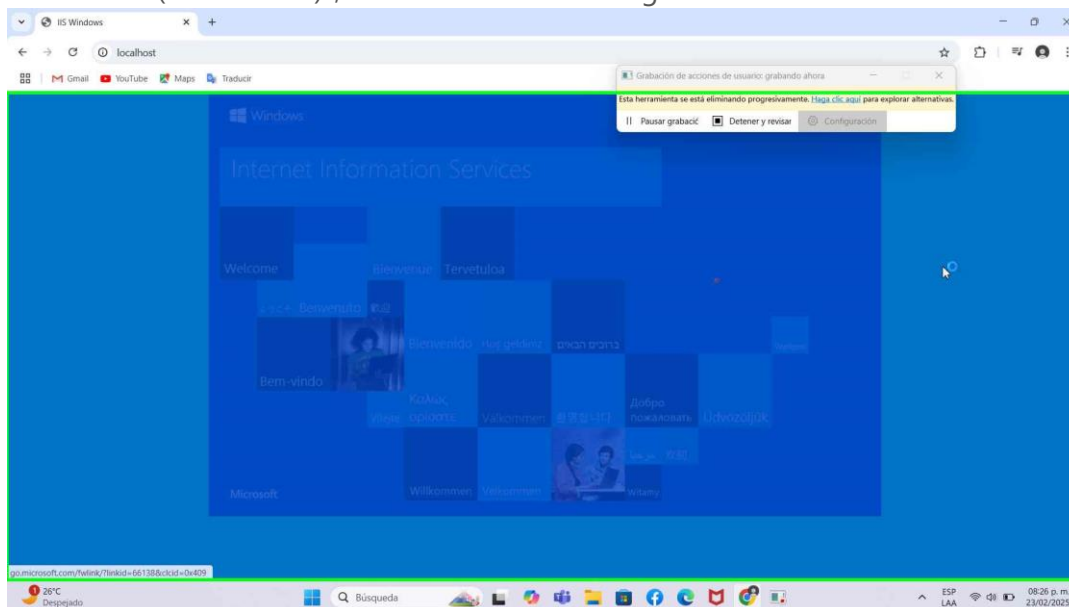 IIS Windows
localhost
Gmail YouTube Maps Traducir
Grabación de acciones de usuario: grabando ahora
Esta herramienta se está eliminando progresivamente. Haga clic aquí para explorar alternativas.
Pausar grabació Detener y revisar Configuración
Windows
Internet Information Services
Welcome Bienvenue Tervetuloa
Benvenuto
Bienvenido Hoş geldiniz ברוכים הבאים
Bem-vindo
Vítejte Καλώς ορίσατε Välkommen 환영합니다 Добро пожаловать Üdvözöljük
Microsoft Willkommen Velkommen Witamy
go.microsoft.com/fwlink/?linkid=66138&clcid=0x409
26°C
Despejado
Búsqueda
ESP
LAA
08:26 p. m.
23/02/2025